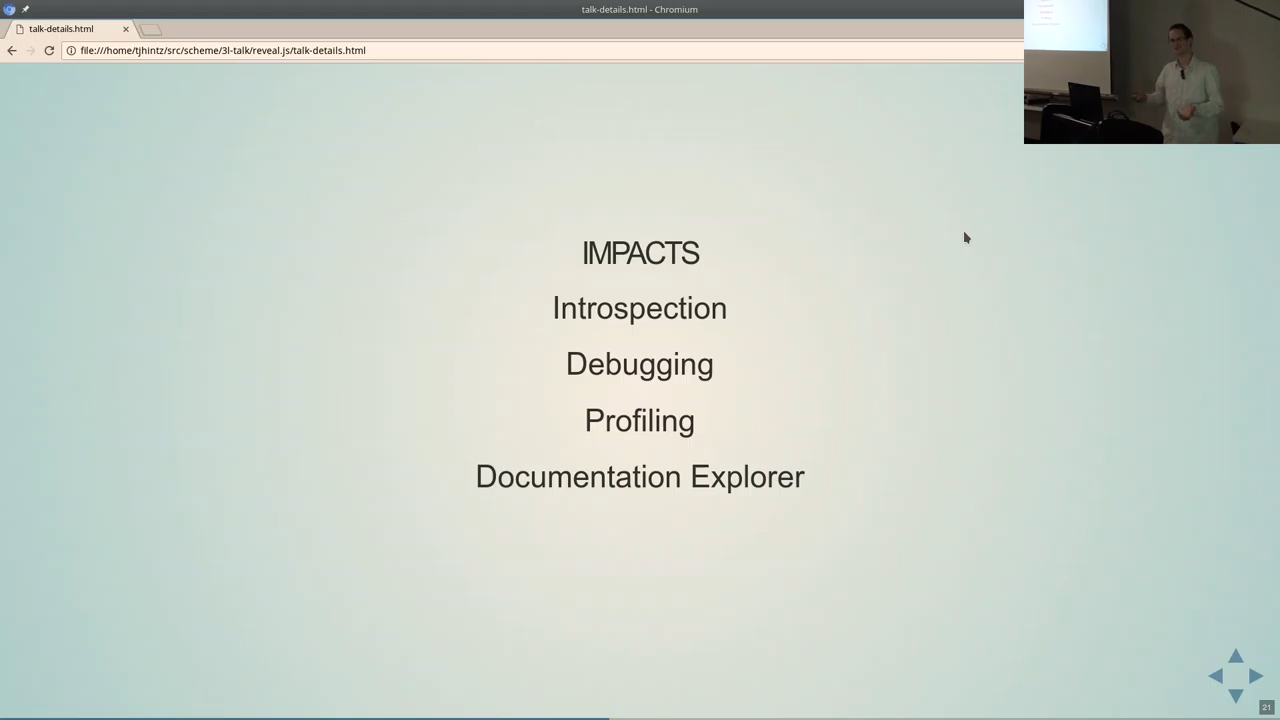 talk-details.html - Chromium
talk-details.html
file:///home/tjhintz/src/scheme/3l-talk/reveal.js/talk-details.html
IMPACTS
Introspection
Debugging
Profiling
Documentation Explorer
21